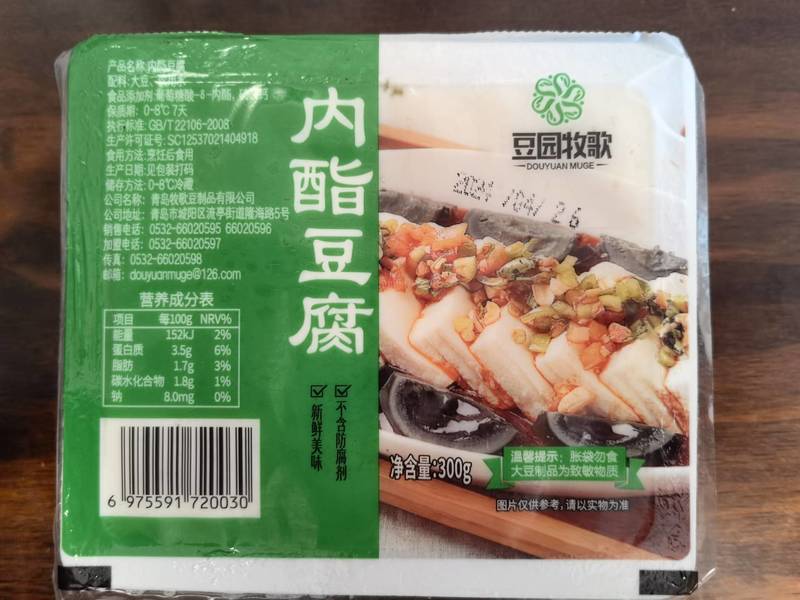 产品名称:内酯豆腐
配料:大豆、饮用水
食品添加剂:葡萄糖酸-δ-内酯、
保质期: 0-8℃ 7天
执行标准: GB/T 22106-2008
生产许可证号: SC12537021404918
食用方法:烹饪后食用
生产日期:见包装打码
储存方法: 0-8℃冷藏
公司名称: 青岛牧歌豆制品有限公司
公司地址: 青岛市城阳区流亭街道隆海路5号
销售电话: 0532-66020595 66020596
加盟电话: 0532-66020597
传真: 0532-66020598
邮箱: douyuanmuge@126.com
营养成分表
项目 每100g NRV%
能量 152kJ 2%
蛋白质 3.5g 6%
脂肪 1.7g 3%
碳水化合物 1.8g 1%
钠 8.0mg 0%
6 975591 720030
内酯豆腐
不含防腐剂
新鲜美味
豆园牧歌
DOUYUAN MUGE
2024/04/26
净含量:300g
温馨提示: 胀袋勿食
大豆制品为致敏物质
图片仅供参考,请以实物为准